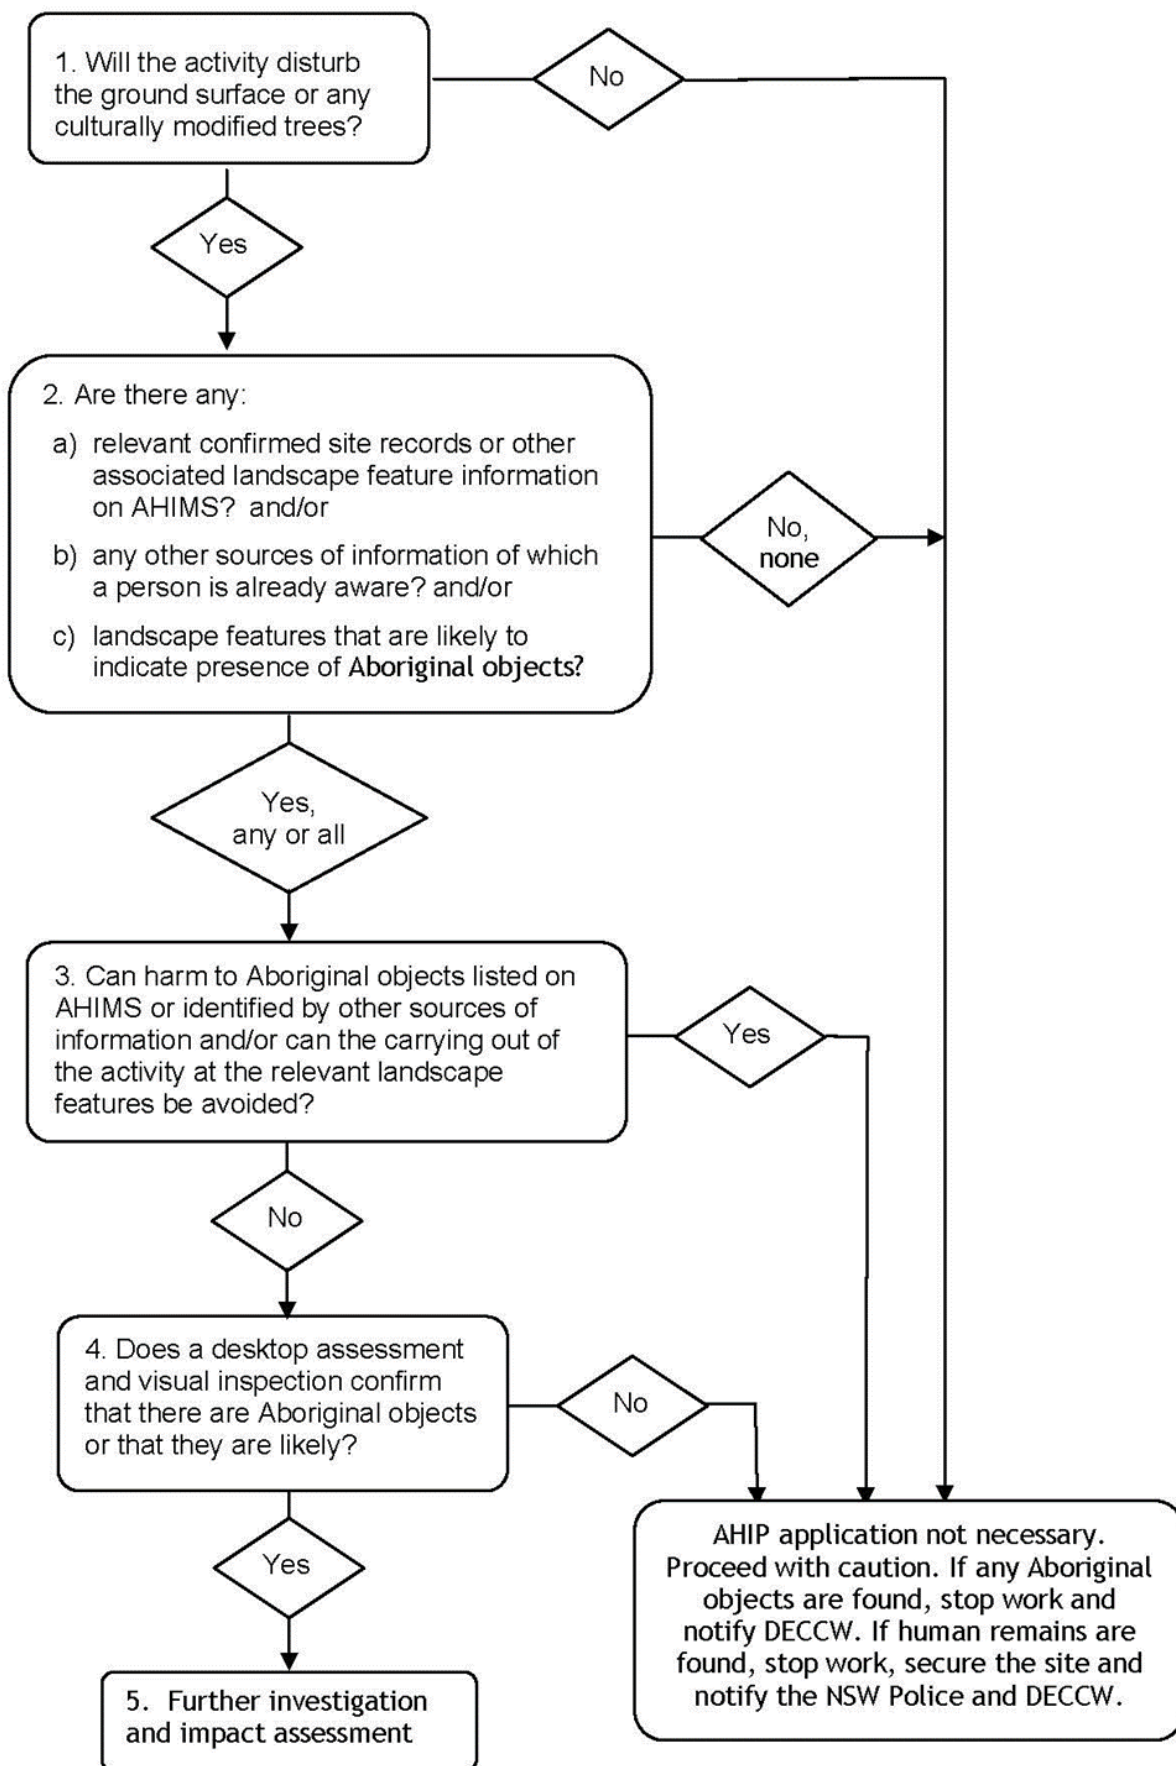 1. Will the activity disturb
the ground surface or any
culturally modified trees?
No
Yes
2. Are there any:
a) relevant confirmed site records or other
associated landscape feature information
on AHIMS? and/or
b) any other sources of information of which
a person is already aware? and/or
c) landscape features that are likely to
indicate presence of Aboriginal objects?
No,
none
Yes,
any or all
3. Can harm to Aboriginal objects listed on
AHIMS or identified by other sources of
information and/or can the carrying out of
the activity at the relevant landscape
features be avoided?
Yes
No
4. Does a desktop assessment
and visual inspection confirm
that there are Aboriginal objects
or that they are likely?
No
Yes
AHIP application not necessary.
Proceed with caution. If any Aboriginal
objects are found, stop work and
notify DECCW. If human remains are
found, stop work, secure the site and
notify the NSW Police and DECCW.
5. Further investigation
and impact assessment